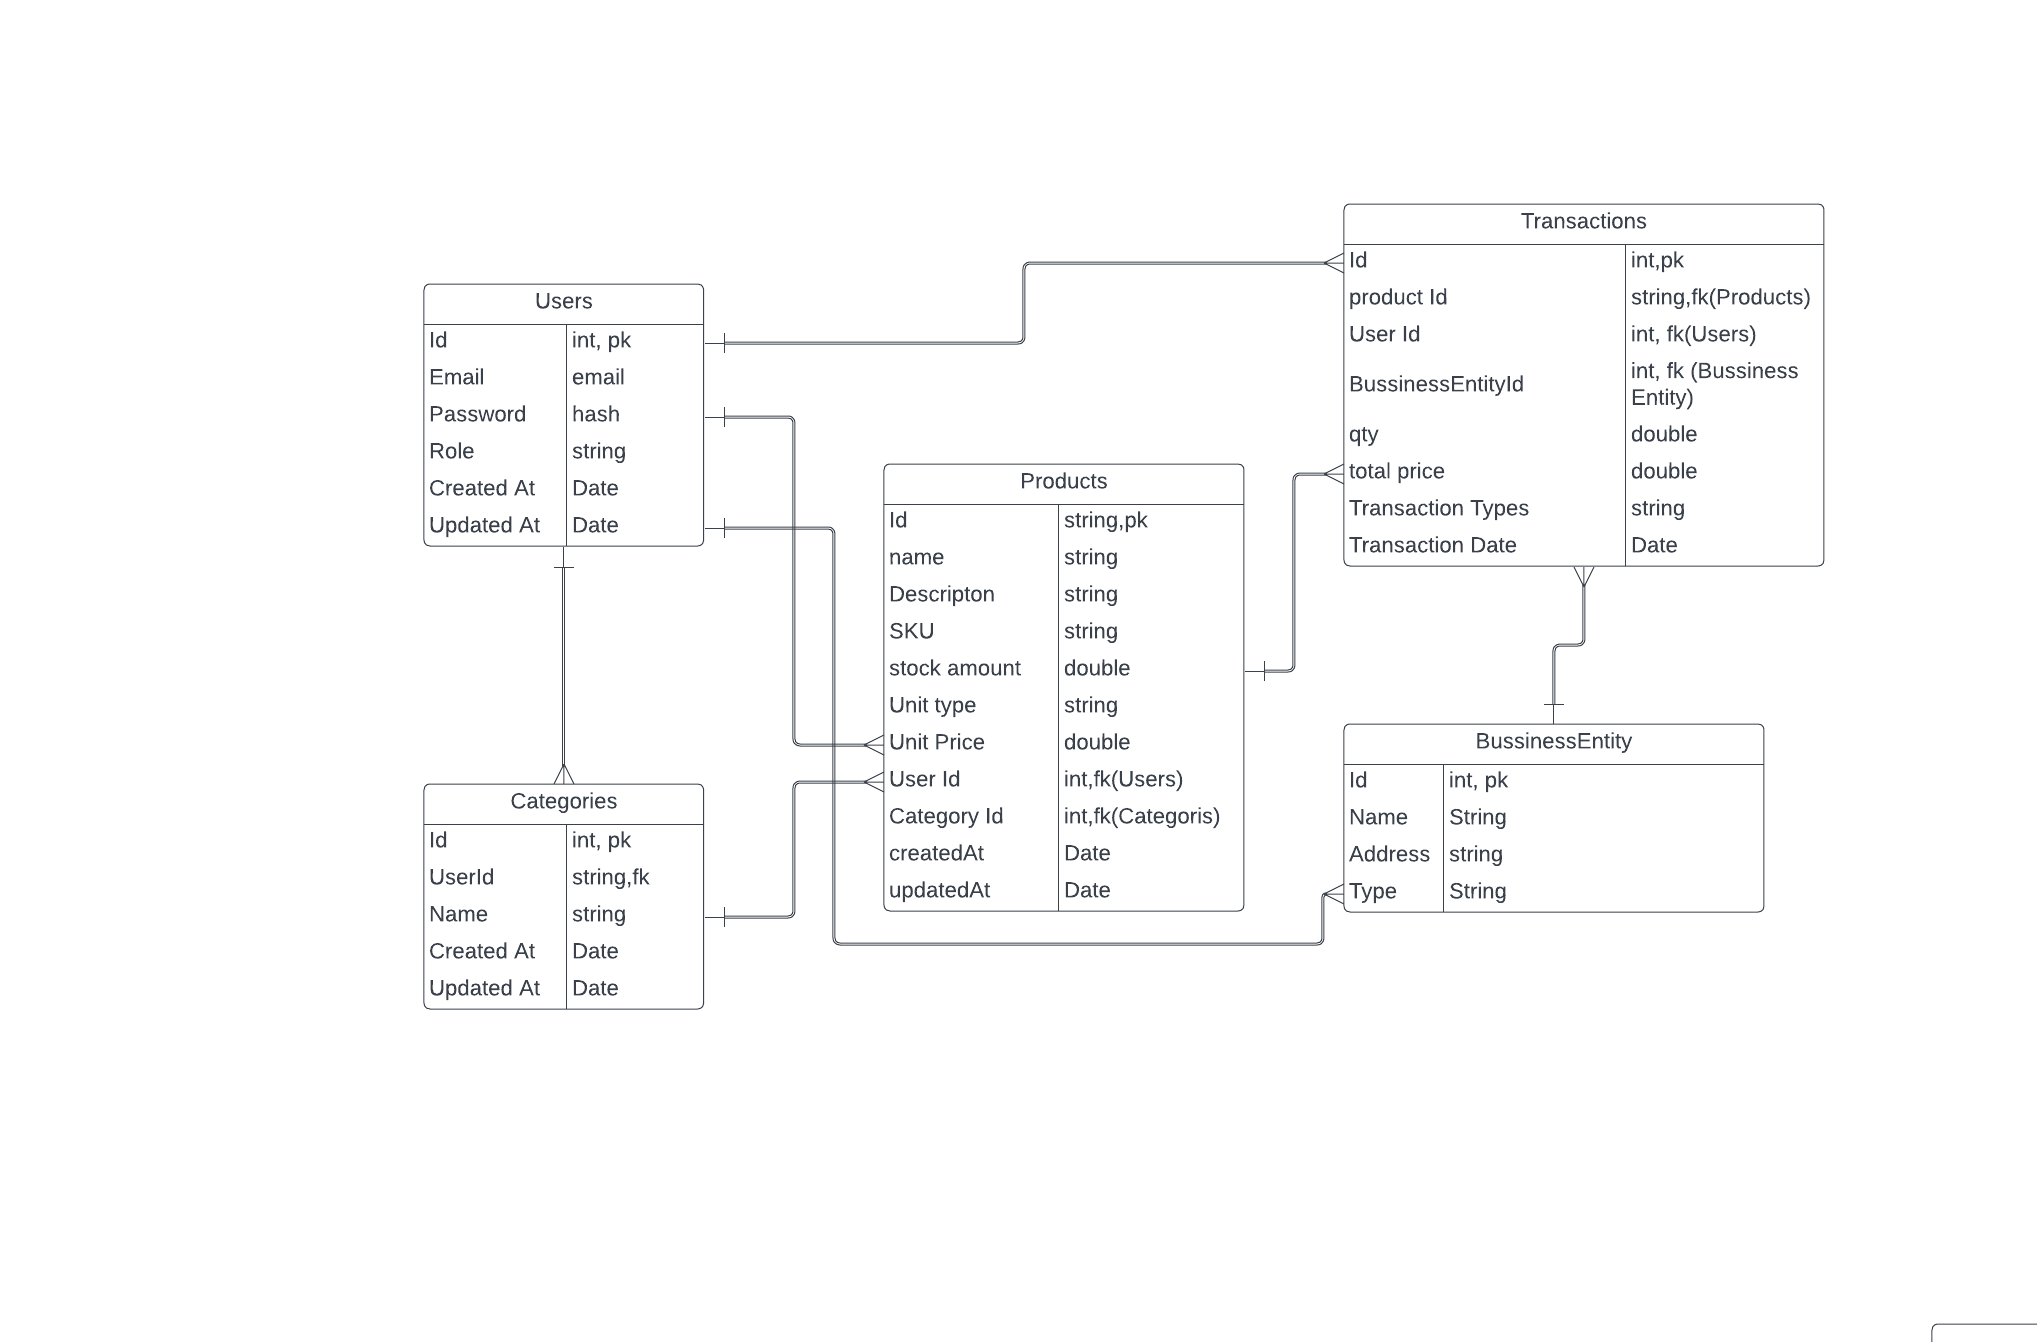 Users
Id int, pk
Email email
Password hash
Role string
Created At Date
Updated At Date
Categories
Id int, pk
UserId string,fk
Name string
Created At Date
Updated At Date
Products
Id string,pk
name string
Descripton string
SKU string
stock amount double
Unit type string
Unit Price double
User Id int,fk(Users)
Category Id int,fk(Categoris)
createdAt Date
updatedAt Date
Transactions
Id int,pk
product Id string,fk(Products)
User Id int, fk(Users)
BussinessEntityId int, fk (Bussiness
Entity)
qty double
total price double
Transaction Types string
Transaction Date Date
BussinessEntity
Id int, pk
Name String
Address string
Type String